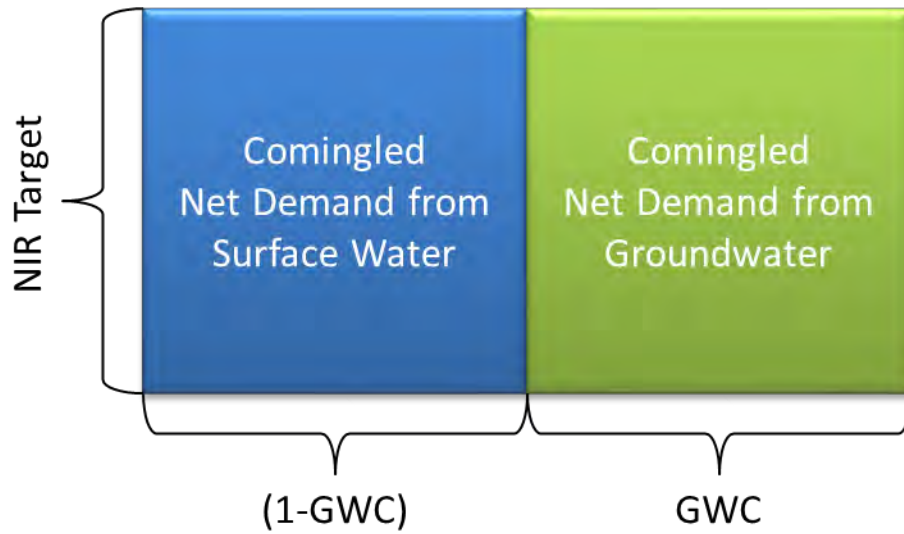 NIR Target
Comingled
Net Demand from
Surface Water
Comingled
Net Demand from
Groundwater
(1-GWC)
GWC